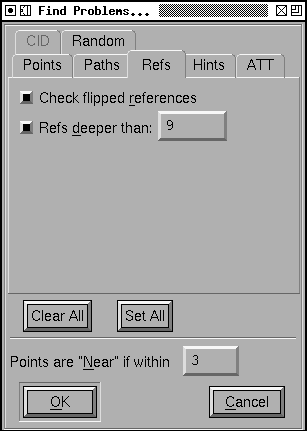 Find Problems...
CID Random
Points Paths Refs Hints ATT
Check flipped references
Refs deeper than: 9
Clear All Set All
Points are "Near" if within 3
OK Cancel